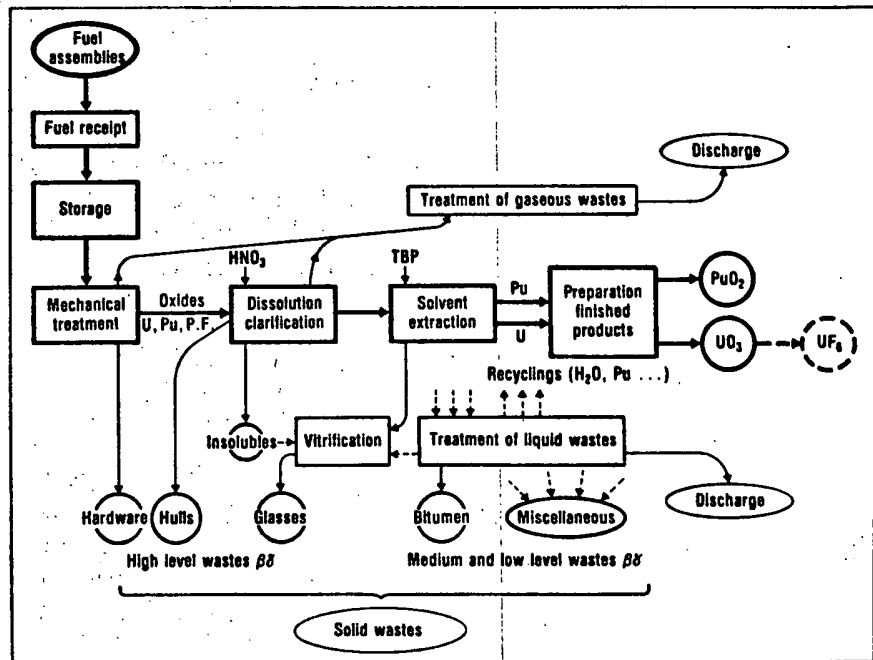 Fuel
assemblies
Fuel receipt
Storage
Discharge
Treatment of gaseous wastes
HNO₃
TBP
Mechanical
treatment
Oxides
U, Pu, P.F.
Dissolution
clarification
Solvent
extraction
Pu
U
Preparation
finished
products
PuO₂
UO₃
UF₆
Recyclings (H₂O, Pu ...)
Insolubles
Vitrification
Treatment of liquid wastes
Discharge
Hardware
Hulls
Glasses
Bitumen
Miscellaneous
High level wastes βγ
Medium and low level wastes βγ
Solid wastes